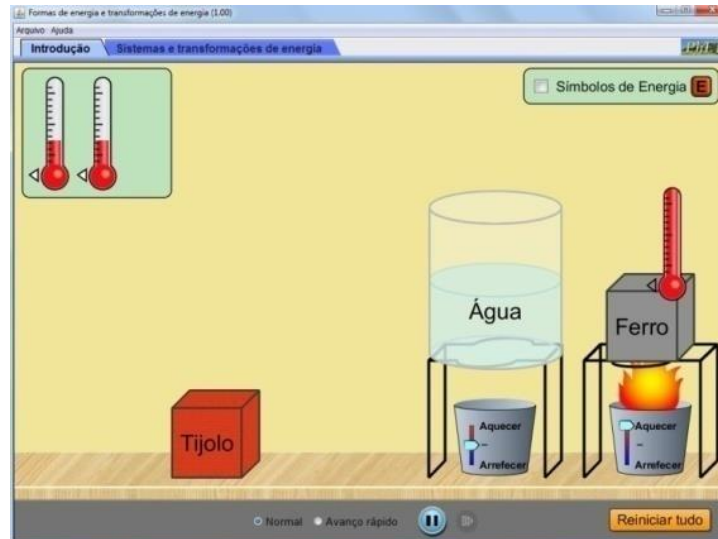 Formas de energia e transformações de energia (1.00)
Arquivo Ajuda
Introdução Sistemas e transformações de energia
Símbolos de Energia E
Água
Ferro
Tijolo
Aquecer
Arrefecer
Aquecer
Arrefecer
Normal Avanço rápido
Reiniciar tudo